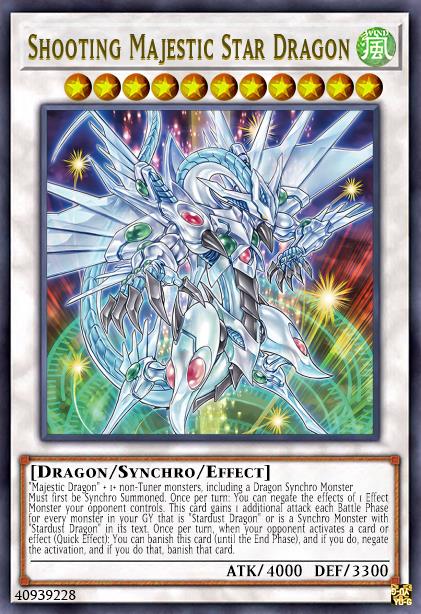 SHOOTING MAJESTIC STAR DRAGON
WIND
風
[DRAGON/SYNCHRO/EFFECT]
"Majestic Dragon" + 1+ non-Tuner monsters, including a Dragon Synchro Monster
Must first be Synchro Summoned. Once per turn: You can negate the effects of 1 Effect
Monster your opponent controls. This card gains 1 additional attack each Battle Phase
for every monster in your GY that is "Stardust Dragon" or is a Synchro Monster with
"Stardust Dragon" in its text. Once per turn, when your opponent activates a card or
effect (Quick Effect): You can banish this card (until the End Phase), and if you do, negate
the activation, and if you do that, banish that card.
ATK/4000 DEF/3300
40939228